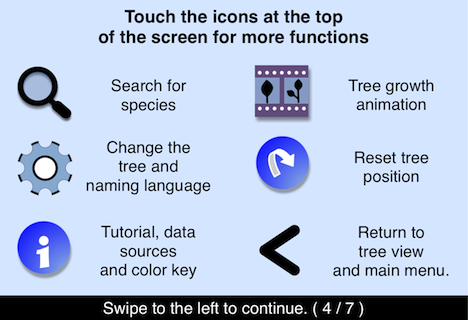 Touch the icons at the top
of the screen for more functions
Search for
species
Tree growth
animation
Change the
tree and
naming language
Reset tree
position
Tutorial, data
sources
and color key
Return to
tree view
and main menu.
Swipe to the left to continue. ( 4 / 7 )